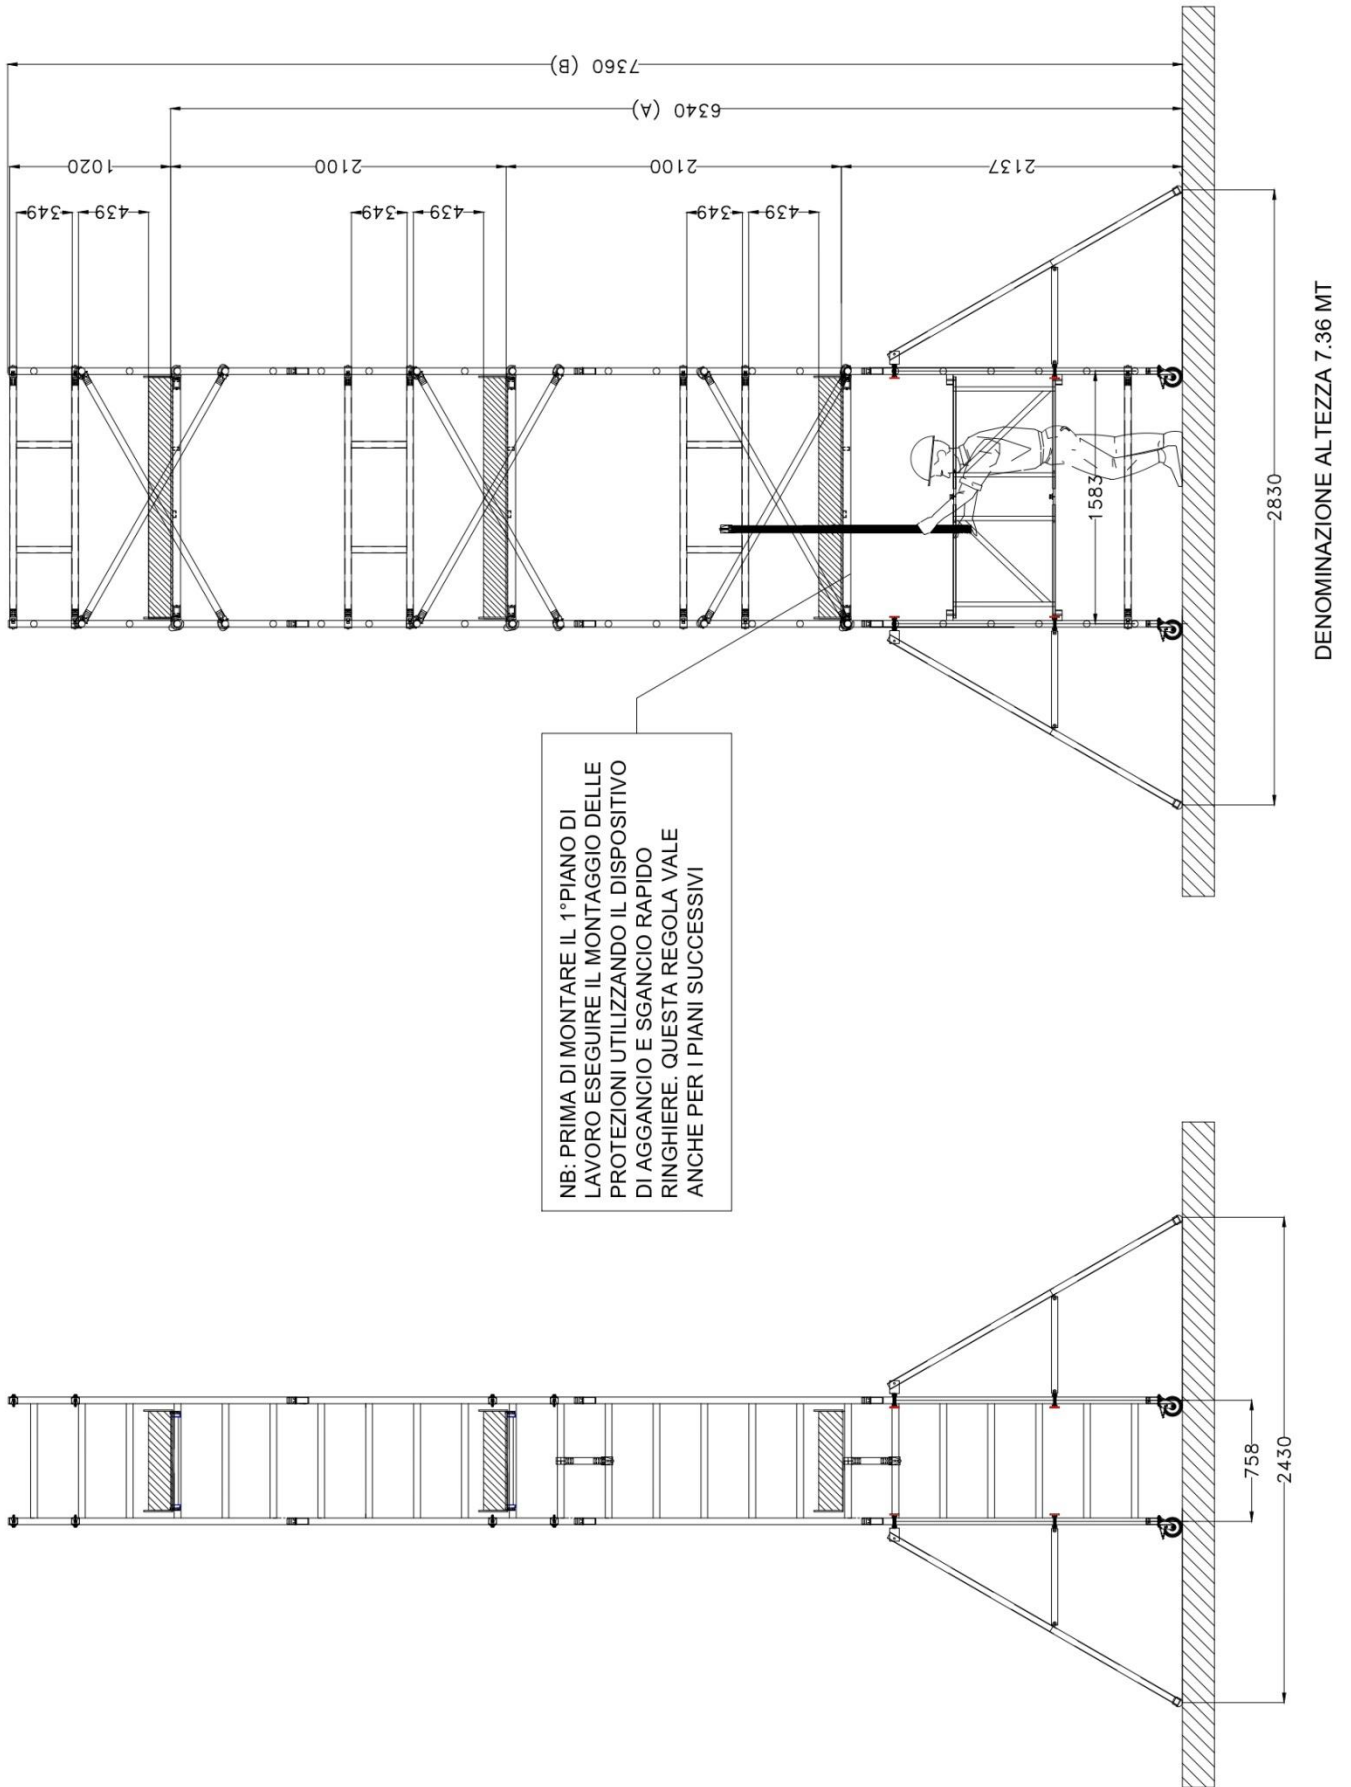 7360 (B)
6340 (A)
1020
2100
2100
2137
349
439
349
439
349
439
1583
2830
DENOMINAZIONE ALTEZZA 7.36 MT
NB: PRIMA DI MONTARE IL 1°PIANO DI
LAVORO ESEGUIRE IL MONTAGGIO DELLE
PROTEZIONI UTILIZZANDO IL DISPOSITIVO
DI AGGANCIO E SGANCIO RAPIDO
RINGHIERE. QUESTA REGOLA VALE
ANCHE PER I PIANI SUCCESSIVI
758
2430